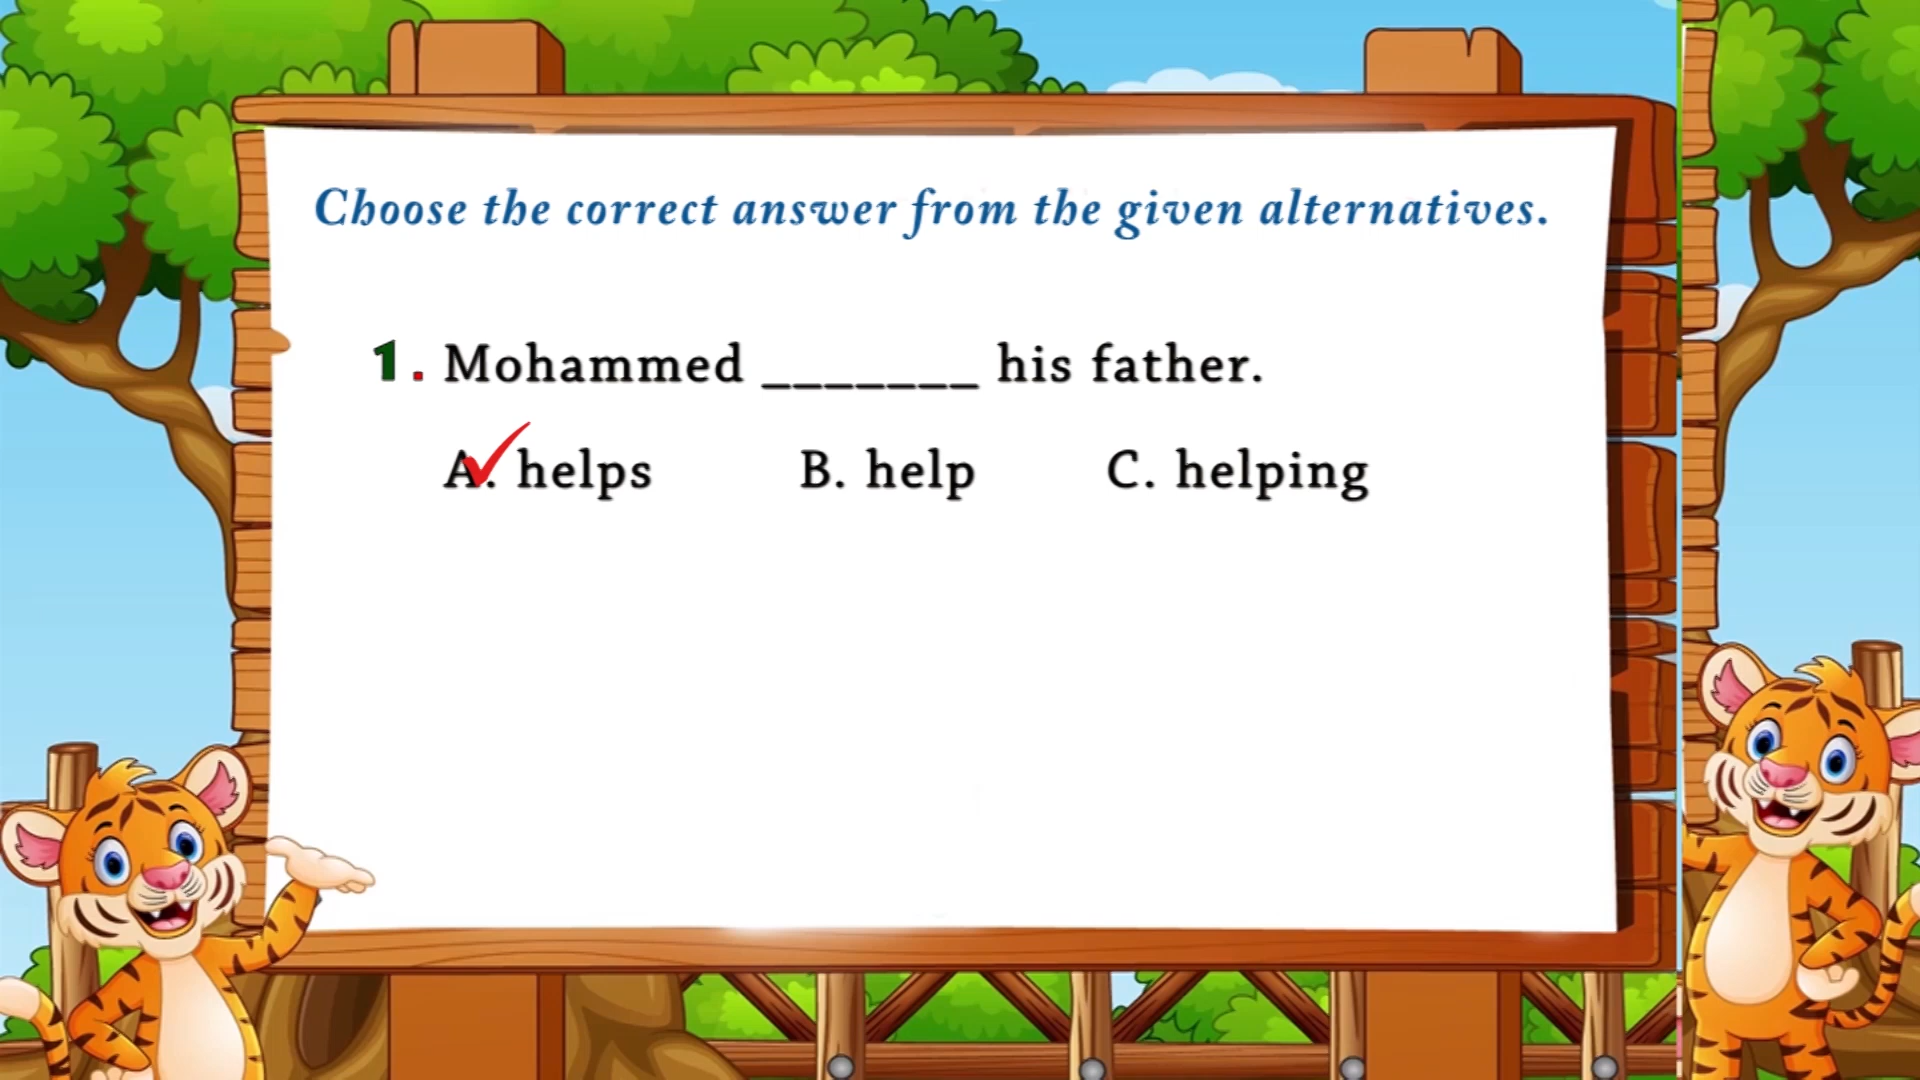 Choose the correct answer from the given alternatives.
1. Mohammed _______ his father.
A. helps B. help C. helping